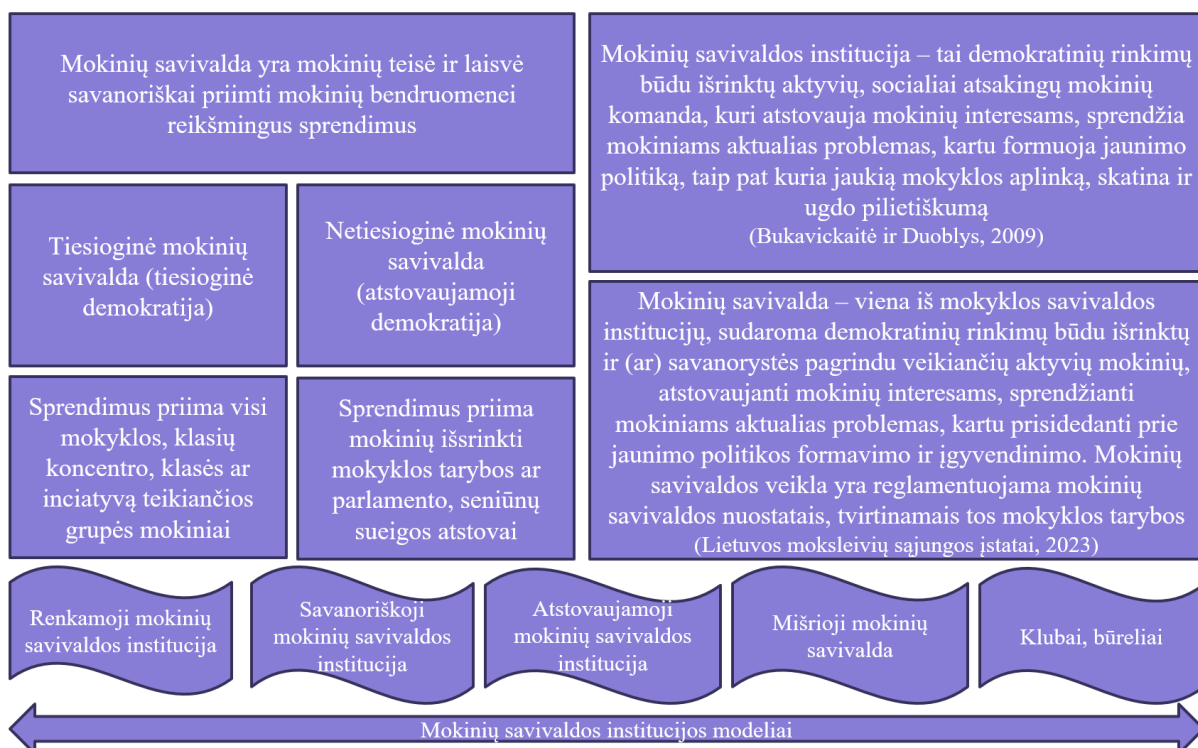 Mokinių savivalda yra mokinių teisė ir laisvė
savanoriškai priimti mokinių bendruomenei
reikšmingus sprendimus
Tiesioginė mokinių
savivalda (tiesioginė
demokratija)
Netiesioginė mokinių
savivalda
(atstovaujamoji
demokratija)
Sprendimus priima visi
mokyklos, klasių
koncentro, klasės ar
inciatyvą teikiančios
grupės mokiniai
Sprendimus priima
mokinių išsrinkti
mokyklos tarybos ar
parlamento, seniūnų
sueigos atstovai
Mokinių savivaldos institucija – tai demokratinių rinkimų
būdu išrinktų aktyvių, socialiai atsakingų mokinių
komanda, kuri atstovauja mokinių interesams, sprendžia
mokiniams aktualias problemas, kartu formuoja jaunimo
politiką, taip pat kuria jaukią mokyklos aplinką, skatina ir
ugdo pilietiškumą
(Bukavickaitė ir Duoblys, 2009)
Mokinių savivalda – viena iš mokyklos savivaldos
institucijų, sudaroma demokratinių rinkimų būdu išrinktų
ir (ar) savanorystės pagrindu veikiančių aktyvių mokinių,
atstovaujanti mokinių interesams, sprendžianti
mokiniams aktualias problemas, kartu prisidedanti prie
jaunimo politikos formavimo ir įgyvendinimo. Mokinių
savivaldos veikla yra reglamentuojama mokinių
savivaldos nuostatais, tvirtinamais tos mokyklos tarybos
(Lietuvos moksleivių sąjungos įstatai, 2023)
Renkamoji mokinių
savivaldos institucija
Savanoriškoji
mokinių savivaldos
institucija
Atstovaujamoji
mokinių savivaldos
institucija
Mišrioji mokinių
savivalda
Klubai, būreliai
Mokinių savivaldos institucijos modeliai